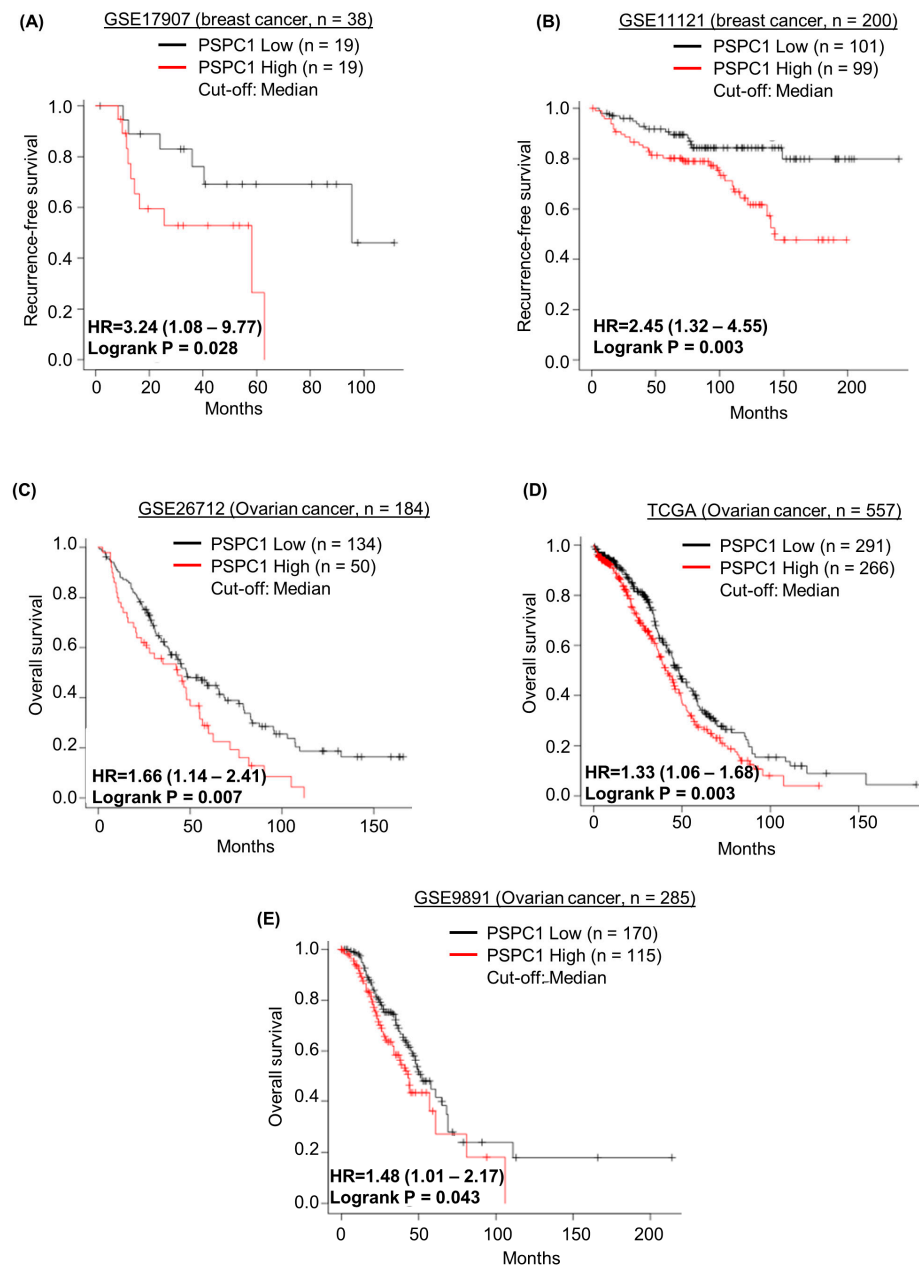 (A)
GSE17907 (breast cancer, n = 38)
PSPC1 Low (n = 19)
PSPC1 High (n = 19)
Cut-off: Median
Recurrence-free survival
1.0
0.8
0.6
0.4
0.2
0.0
HR=3.24 (1.08 – 9.77)
Logrank P = 0.028
0 20 40 60 80 100
Months
(B)
GSE11121 (breast cancer, n = 200)
PSPC1 Low (n = 101)
PSPC1 High (n = 99)
Cut-off: Median
Recurrence-free survival
1.0
0.8
0.6
0.4
0.2
0.0
HR=2.45 (1.32 – 4.55)
Logrank P = 0.003
0 50 100 150 200
Months
(C)
GSE26712 (Ovarian cancer, n = 184)
PSPC1 Low (n = 134)
PSPC1 High (n = 50)
Cut-off: Median
Overall survival
1.0
0.8
0.6
0.4
0.2
0.0
HR=1.66 (1.14 – 2.41)
Logrank P = 0.007
0 50 100 150
Months
(D)
TCGA (Ovarian cancer, n = 557)
PSPC1 Low (n = 291)
PSPC1 High (n = 266)
Cut-off: Median
Overall survival
1.0
0.8
0.6
0.4
0.2
0.0
HR=1.33 (1.06 – 1.68)
Logrank P = 0.003
0 50 100 150
Months
(E)
GSE9891 (Ovarian cancer, n = 285)
PSPC1 Low (n = 170)
PSPC1 High (n = 115)
Cut-off: Median
Overall survival
1.0
0.8
0.6
0.4
0.2
0.0
HR=1.48 (1.01 – 2.17)
Logrank P = 0.043
0 50 100 150 200
Months